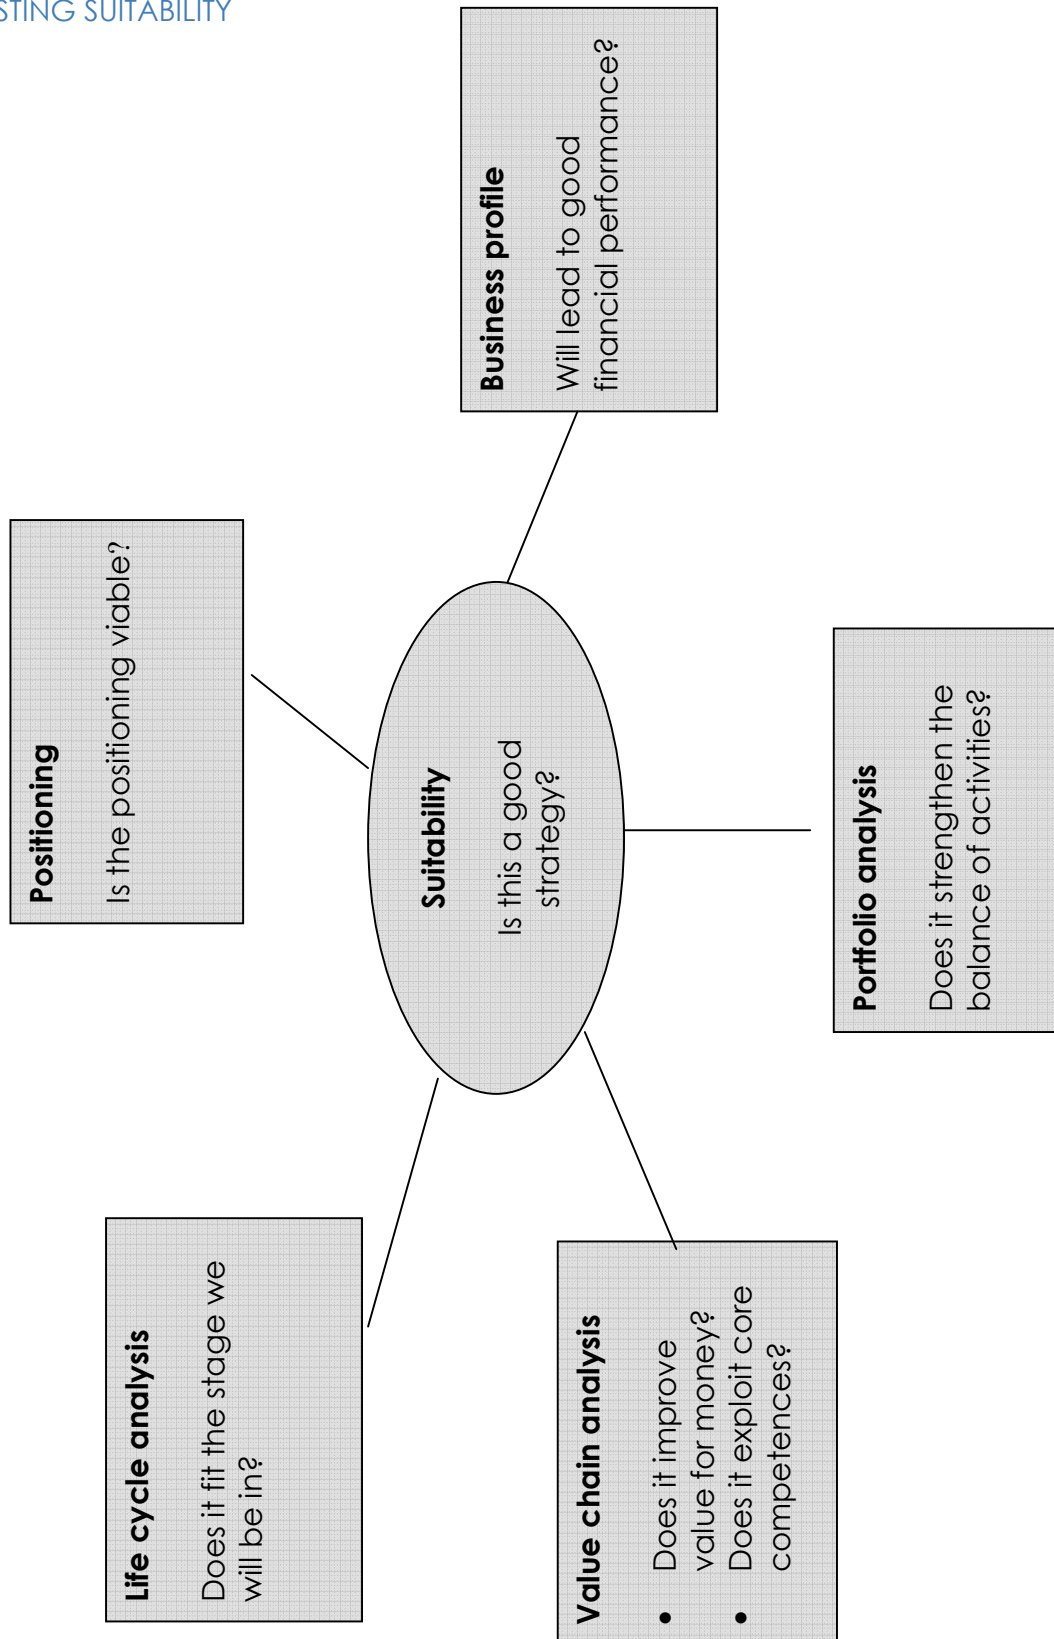 STING SUITABILITY
Life cycle analysis
Does it fit the stage we
will be in?
Positioning
Is the positioning viable?
Business profile
Will lead to good
financial performance?
Suitability
Is this a good
strategy?
Value chain analysis
• Does it improve
value for money?
• Does it exploit core
competences?
Portfolio analysis
Does it strengthen the
balance of activities?